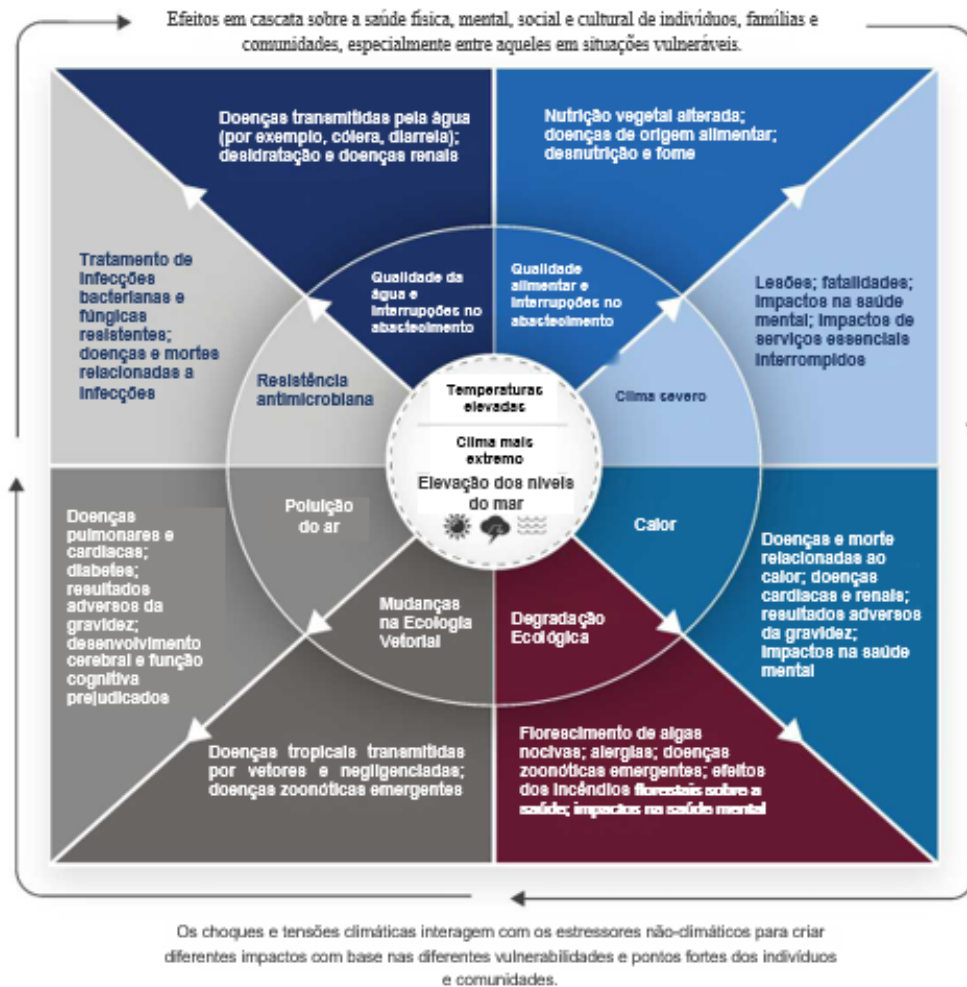 Efeitos em cascata sobre a saúde física, mental, social e cultural de indivíduos, famílias e
comunidades, especialmente entre aqueles em situações vulneráveis.
Doenças transmitidas pela água
(por exemplo, cólera, diarreia);
desidratação e doenças renais
Nutrição vegetal alterada;
doenças de origem alimentar;
desnutrição e fome
Tratamento de
infecções
bacterianas e
fúngicas
resistentes;
doenças e mortes
relacionadas a
infecções
Qualidade da
água e
interrupções no
abastecimento
Qualidade
alimentar e
interrupções no
abastecimento
Lesões; fatalidades;
impactos na saúde
mental; impactos de
serviços essenciais
interrompidos
Resistência
antimicrobiana
Clima severo
Temperaturas
elevadas
Clima mais
extremo
Elevação dos níveis
do mar
Poluição
do ar
Calor
Doenças
pulmonares e
cardíacas;
diabetes;
resultados
adversos da
gravidez;
desenvolvimento
cerebral e função
cognitiva
prejudicados
Doenças e morte
relacionadas ao
calor; doenças
cardíacas e renais;
resultados adversos
da gravidez;
impactos na saúde
mental
Mudanças
na Ecologia
Vetorial
Degradação
Ecológica
Doenças tropicais transmitidas
por vetores e negligenciadas;
doenças zoonóticas emergentes
Florescimento de algas
nocivas; alergias; doenças
zoonóticas emergentes; efeitos
dos incêndios florestais sobre a
saúde; impactos na saúde mental
Os choques e tensões climáticas interagem com os estressores não-climáticos para criar
diferentes impactos com base nas diferentes vulnerabilidades e pontos fortes dos indivíduos
e comunidades.